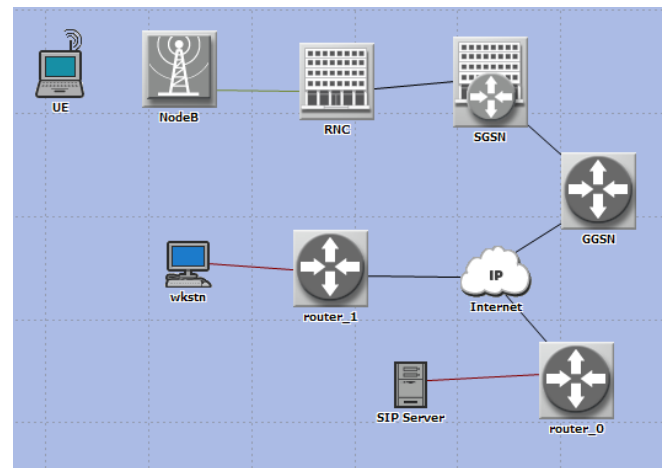 UE
NodeB
RNC
SGSN
GGSN
wkstn
router_1
IP
Internet
SIP Server
router_0